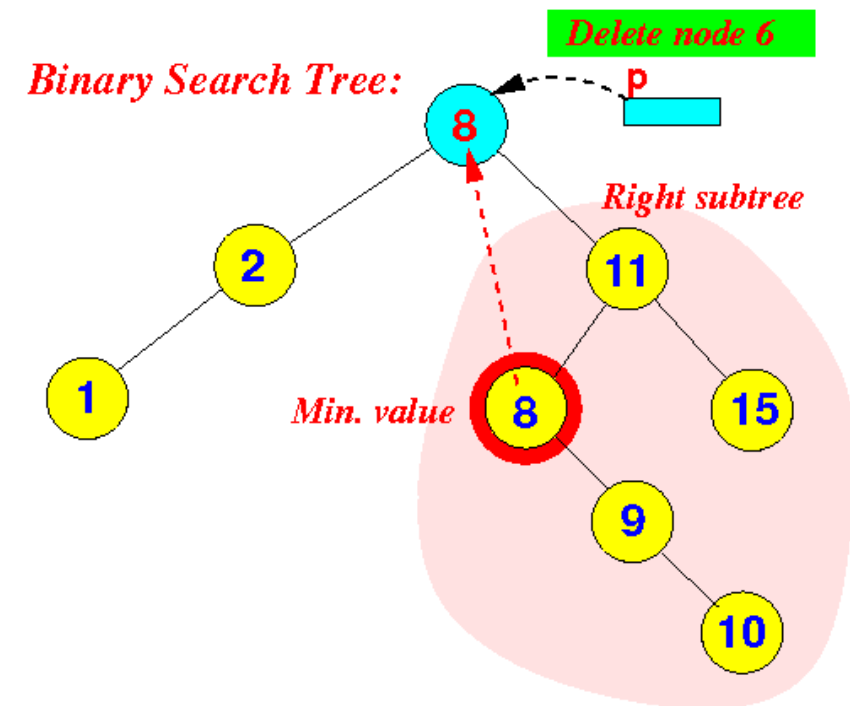 Delete node 6
Binary Search Tree:
p
8
Right subtree
2
11
1
Min. value
8
15
9
10